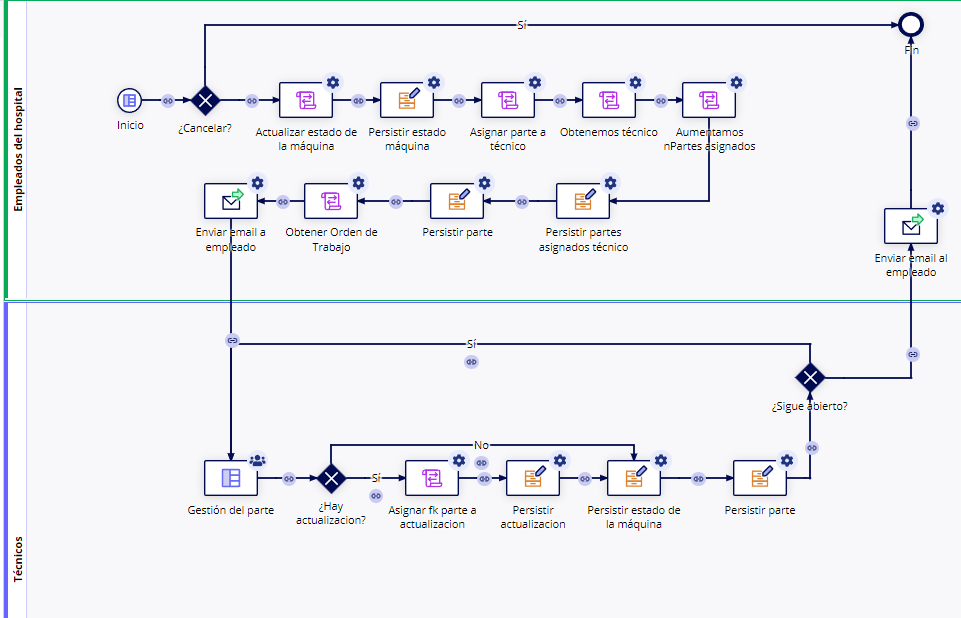 Empleados del hospital
Sí
Fin
Inicio
¿Cancelar?
Actualizar estado de
la máquina
Persistir estado
máquina
Asignar parte a
técnico
Obtenemos técnico
Aumentamos
nPartes asignados
Enviar email a
empleado
Obtener Orden de
Trabajo
Persistir parte
Persistir partes
asignados técnico
Enviar email al
empleado
Técnicos
Sí
¿Sigue abierto?
No
Sí
Gestión del parte
¿Hay
actualizacion?
Asignar fk parte a
actualizacion
Persistir
actualizacion
Persistir estado de
la máquina
Persistir parte